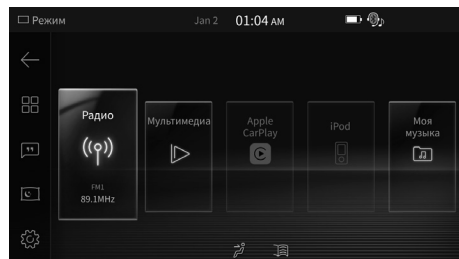 Режим
Jan 2
01:04 AM
Радио
FM1
89.1MHz
Мультимедиа
Apple
CarPlay
iPod
Моя
музыка